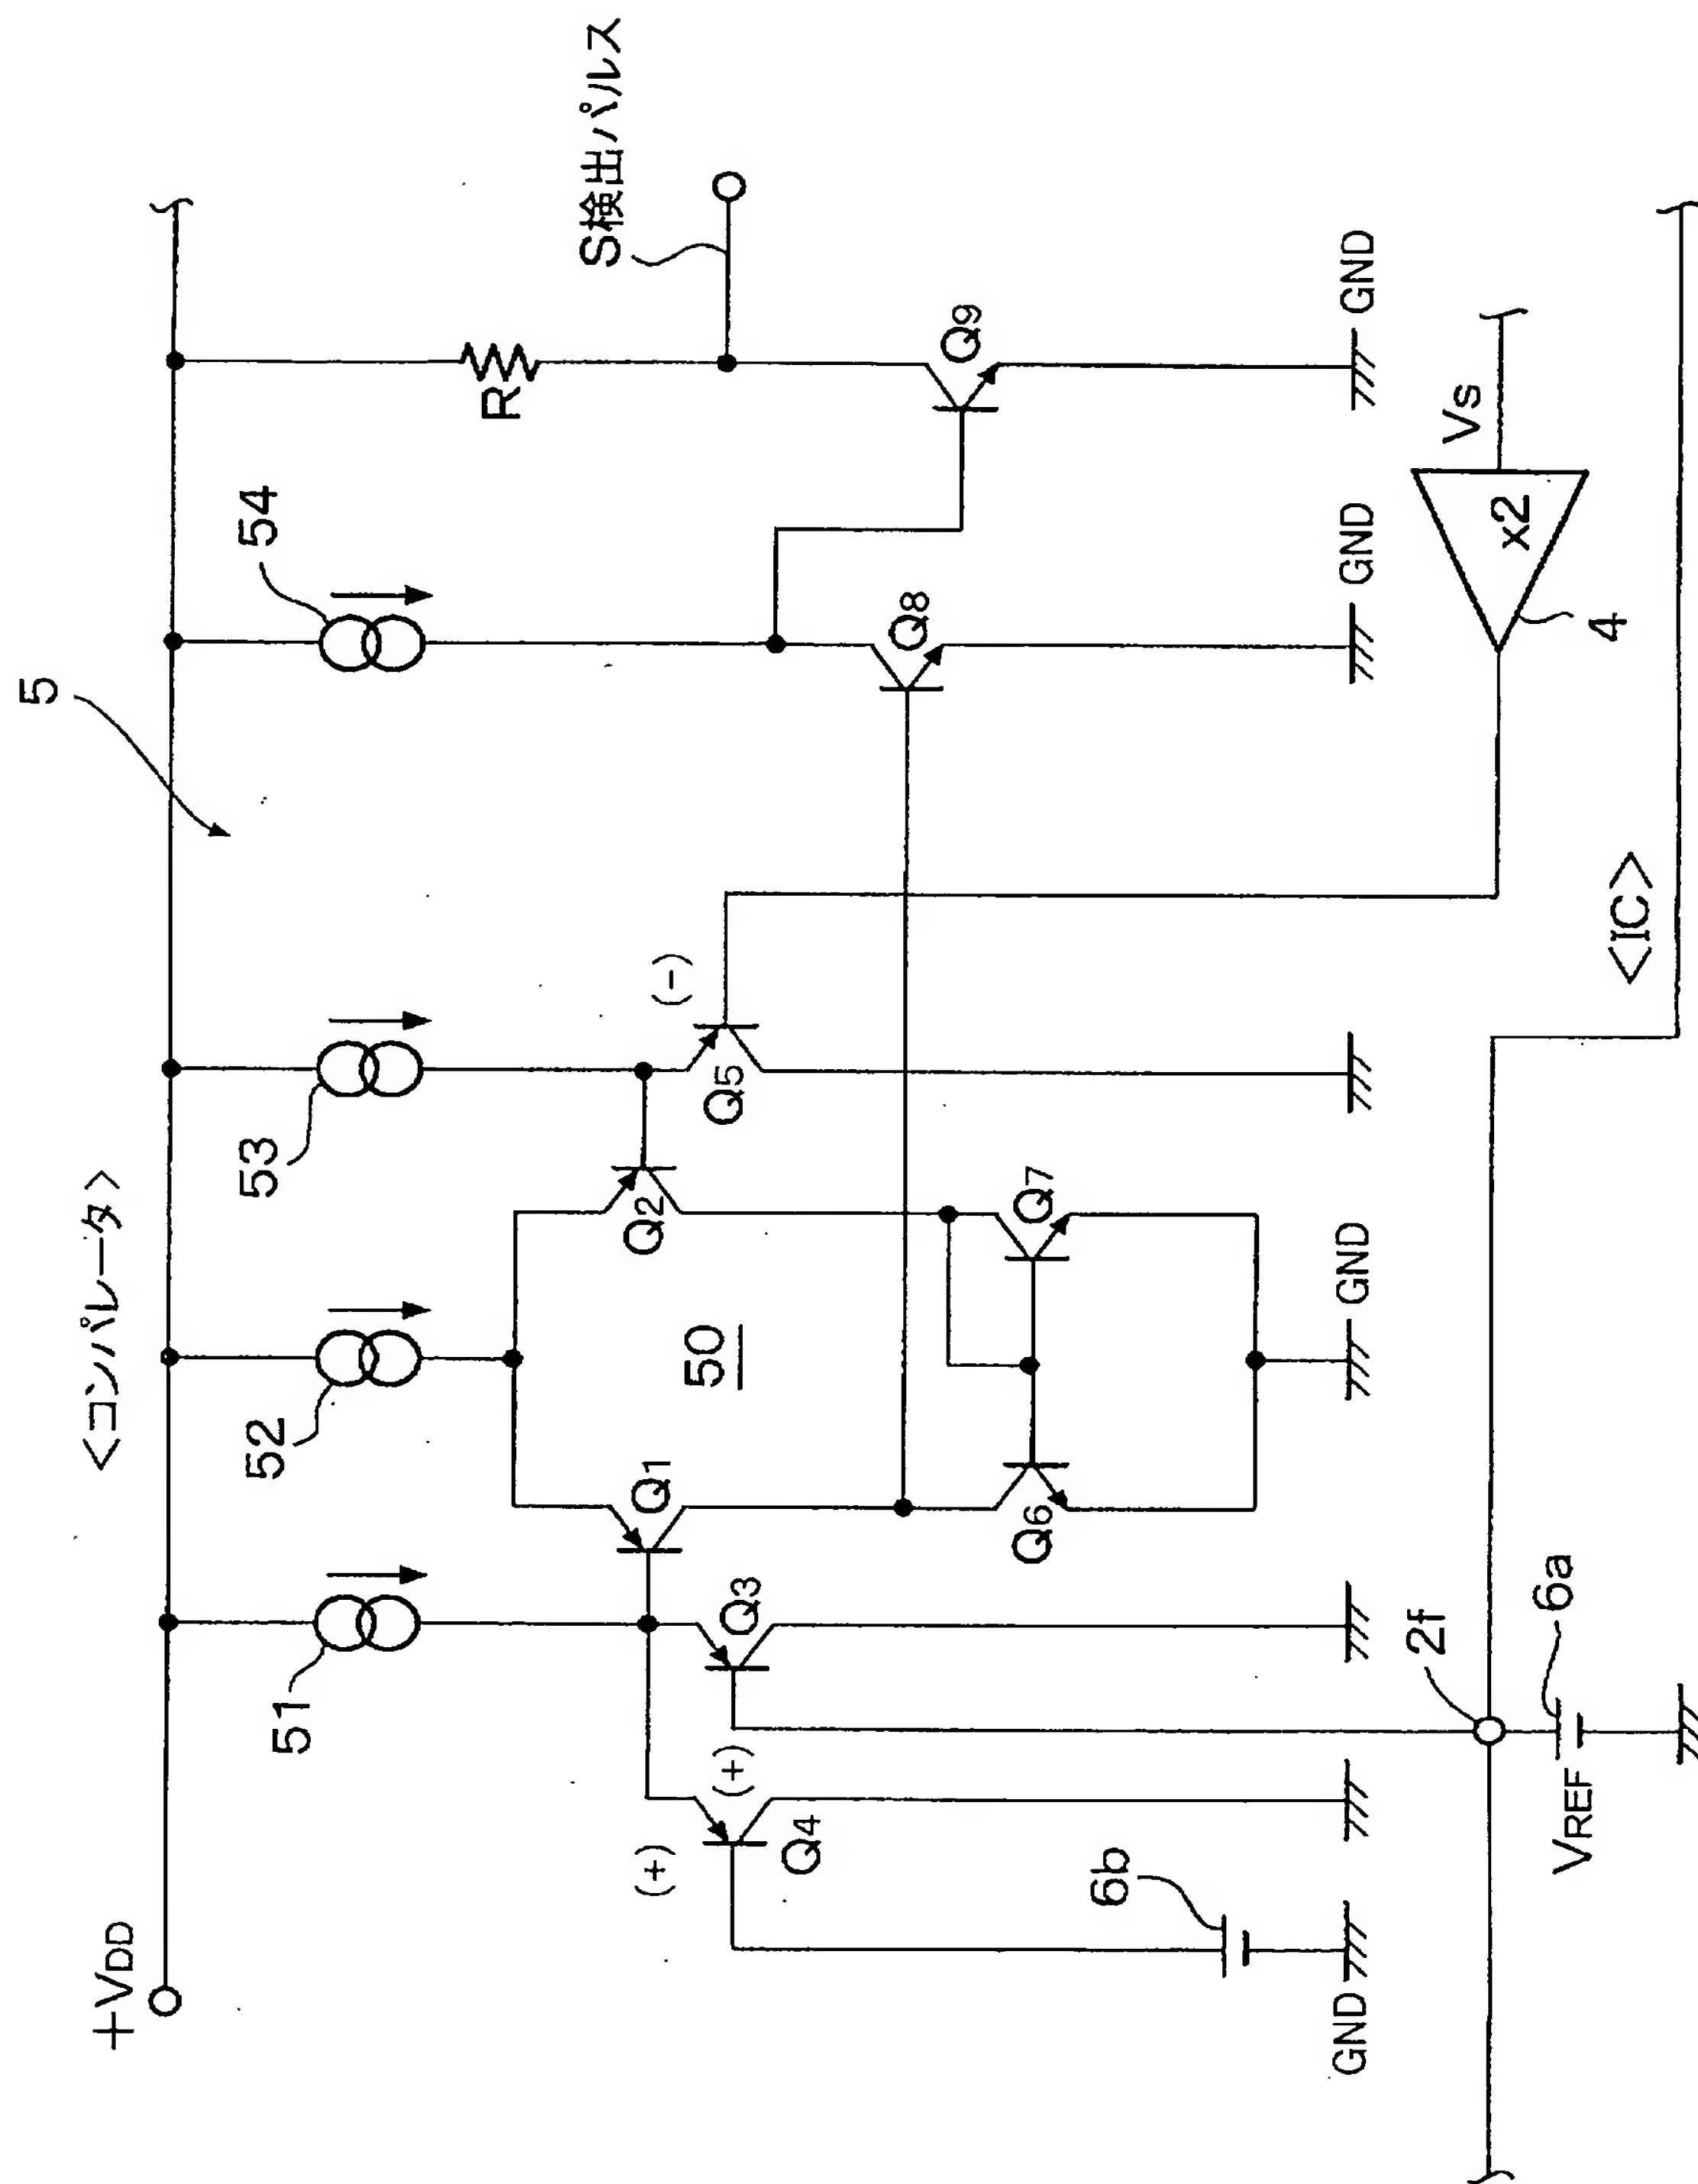 <コンパレータ>
5
+VDD
51
52
53
54
R
S検出パルス
(+)
(+)
(-)
Q4
Q3
Q1
Q2
Q5
50
Q6
Q7
Q8
Q9
6b
GND
GND
GND
GND
Vs
x2
4
2f
6a
VREF
<IC>